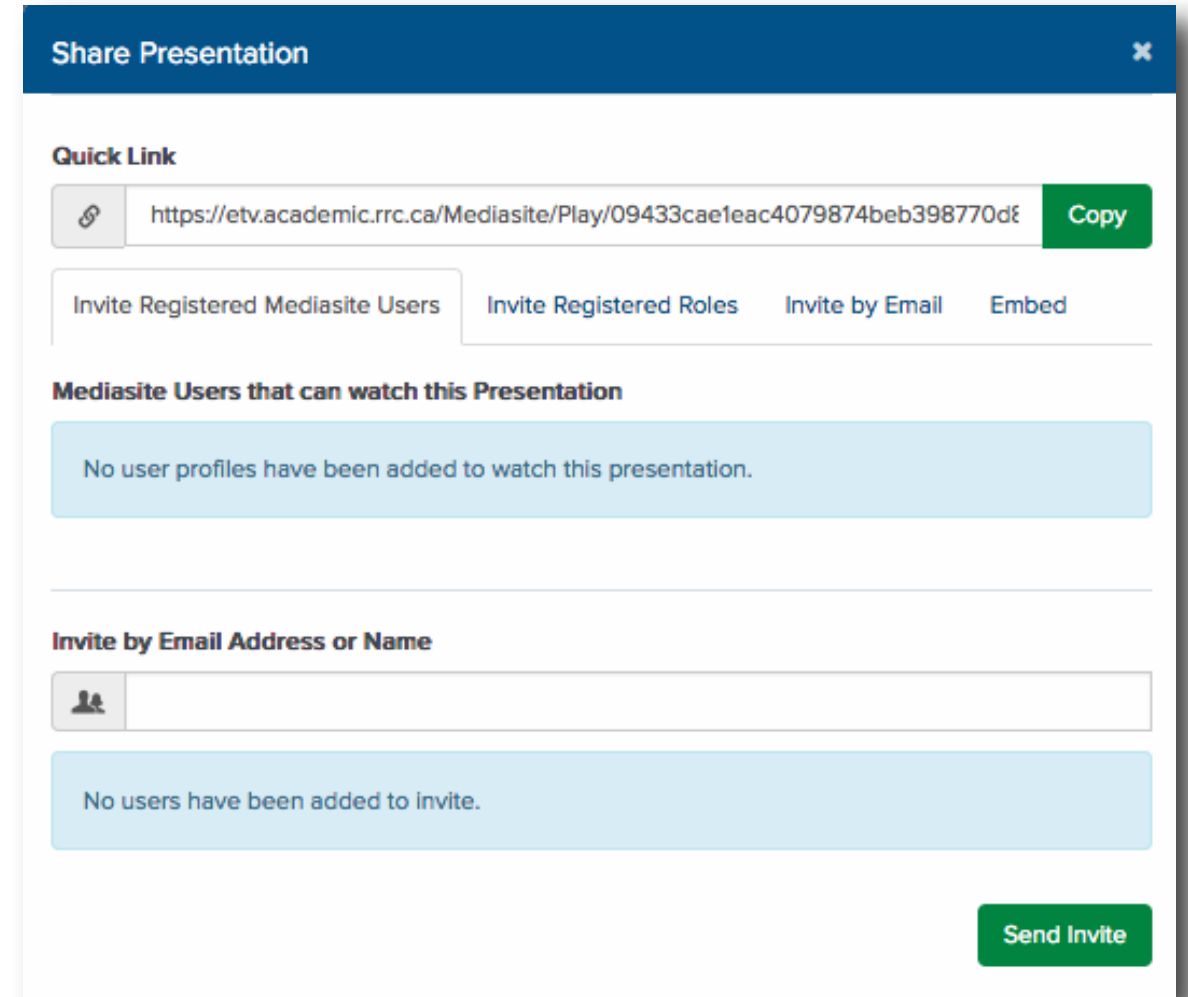 Share Presentation
Quick Link
https://etv.academic.rrc.ca/Mediasite/Play/09433cae1eac4079874beb398770d8
Copy
Invite Registered Mediasite Users
Invite Registered Roles
Invite by Email
Embed
Mediasite Users that can watch this Presentation
No user profiles have been added to watch this presentation.
Invite by Email Address or Name
No users have been added to invite.
Send Invite